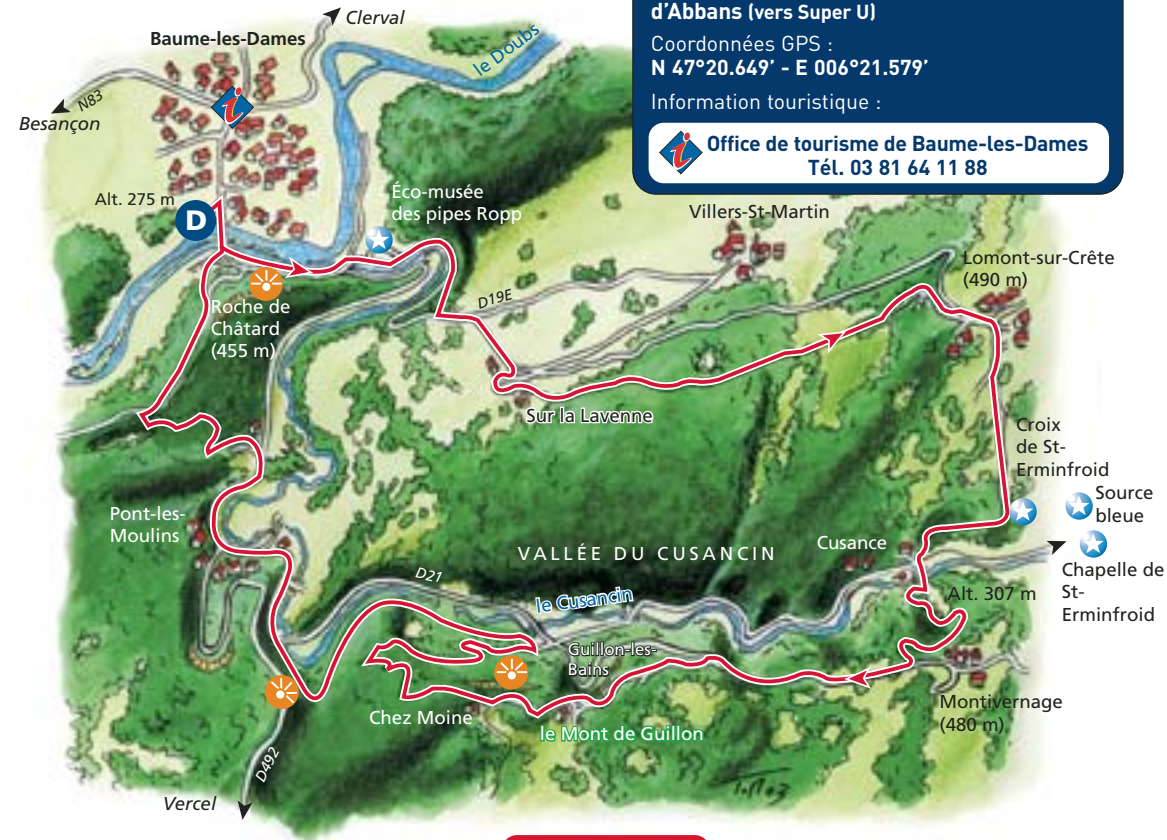 d'Abbans (vers Super U)
Coordonnées GPS :
N 47°20.649’ - E 006°21.579’
Information touristique :
i Office de tourisme de Baume-les-Dames
Tél. 03 81 64 11 88
Clerval
Baume-les-Dames
le Doubs
N83
Besançon
i
Alt. 275 m
D
Éco-musée
des pipes Ropp
Villers-St-Martin
Lomont-sur-Crête
(490 m)
D19E
Roche de
Châtard
(455 m)
Sur la Lavenne
Croix
de St-
Erminfroid
Source
bleue
Pont-les-
Moulins
VALLÉE DU CUSANCIN
Cusance
Chapelle de
St-
Erminfroid
D21
le Cusancin
Alt. 307 m
Guillon-les-
Bains
Montivernage
(480 m)
Chez Moine
le Mont de Guillon
D492
Vercel